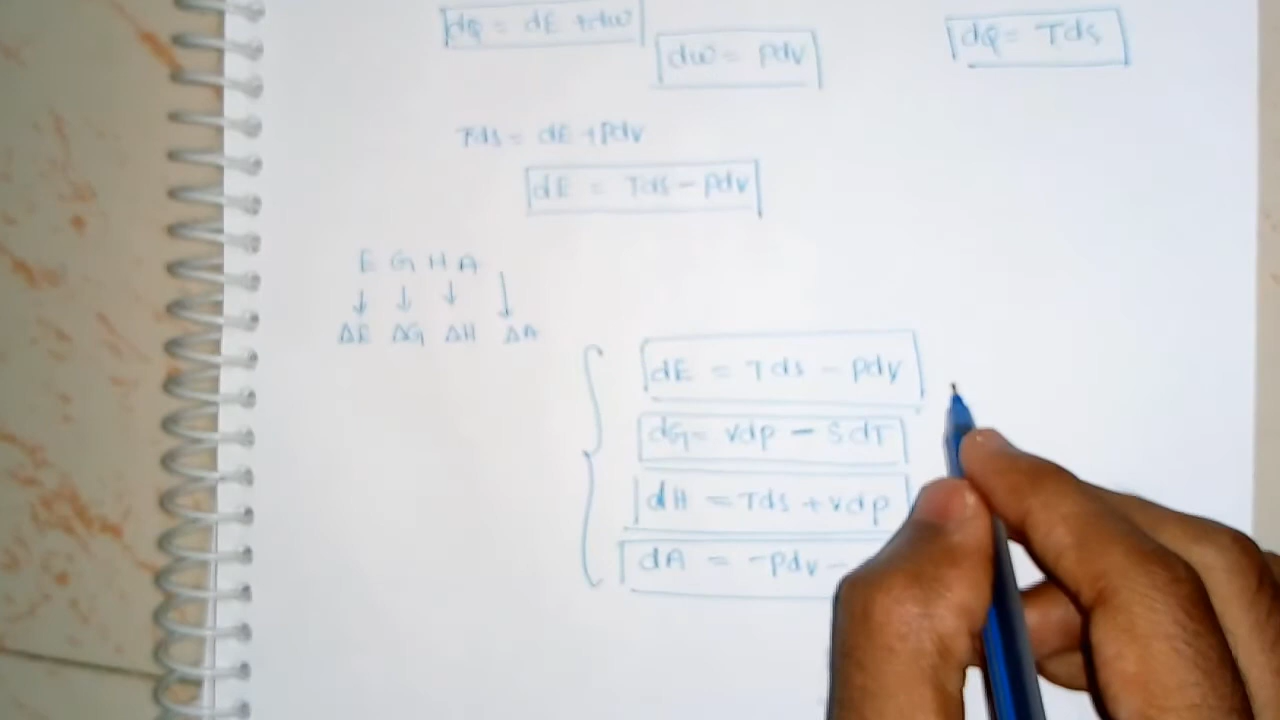 dQ = dE + dw
dw = Pdv
dQ = Tds
Tds = dE + Pdv
dE = Tds - Pdv
E G H A
↓ ↓ ↓ ↓
ΔE ΔG ΔH ΔA
dE = Tds - Pdv
dG = vdp - SdT
dH = Tds + vdp
dA = -Pdv -